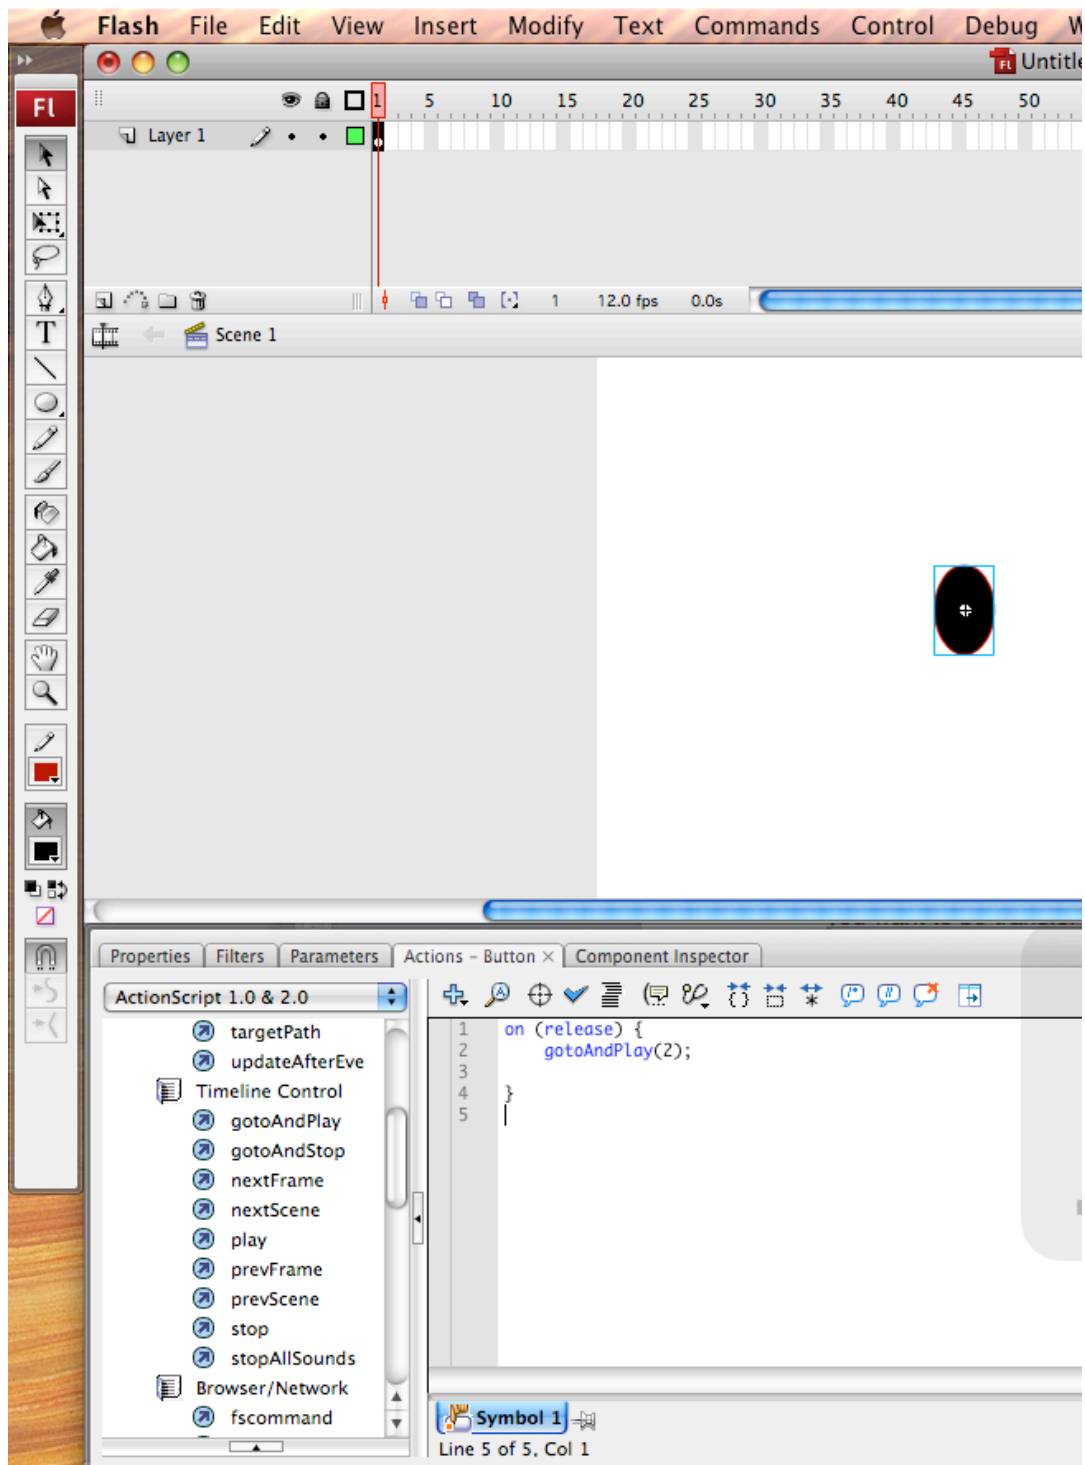 Flash File Edit View Insert Modify Text Commands Control Debug W
Untitle
Fl
1 5 10 15 20 25 30 35 40 45 50
Layer 1
1 12.0 fps 0.0s
Scene 1
T
Properties Filters Parameters Actions – Button × Component Inspector
ActionScript 1.0 & 2.0
targetPath
updateAfterEve
Timeline Control
gotoAndPlay
gotoAndStop
nextFrame
nextScene
play
prevFrame
prevScene
stop
stopAllSounds
Browser/Network
fscommand
1 on (release) {
2 gotoAndPlay(2);
3
4 }
5
Symbol 1
Line 5 of 5, Col 1